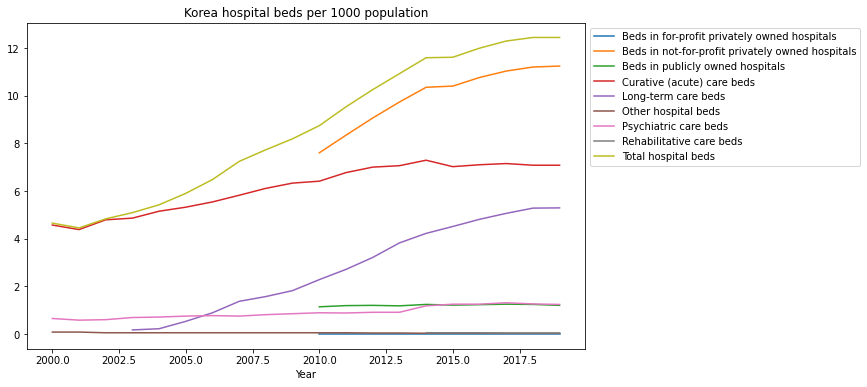 Korea hospital beds per 1000 population
Beds in for-profit privately owned hospitals
Beds in not-for-profit privately owned hospitals
Beds in publicly owned hospitals
Curative (acute) care beds
Long-term care beds
Other hospital beds
Psychiatric care beds
Rehabilitative care beds
Total hospital beds
12
10
8
6
4
2
0
2000.0 2002.5 2005.0 2007.5 2010.0 2012.5 2015.0 2017.5
Year